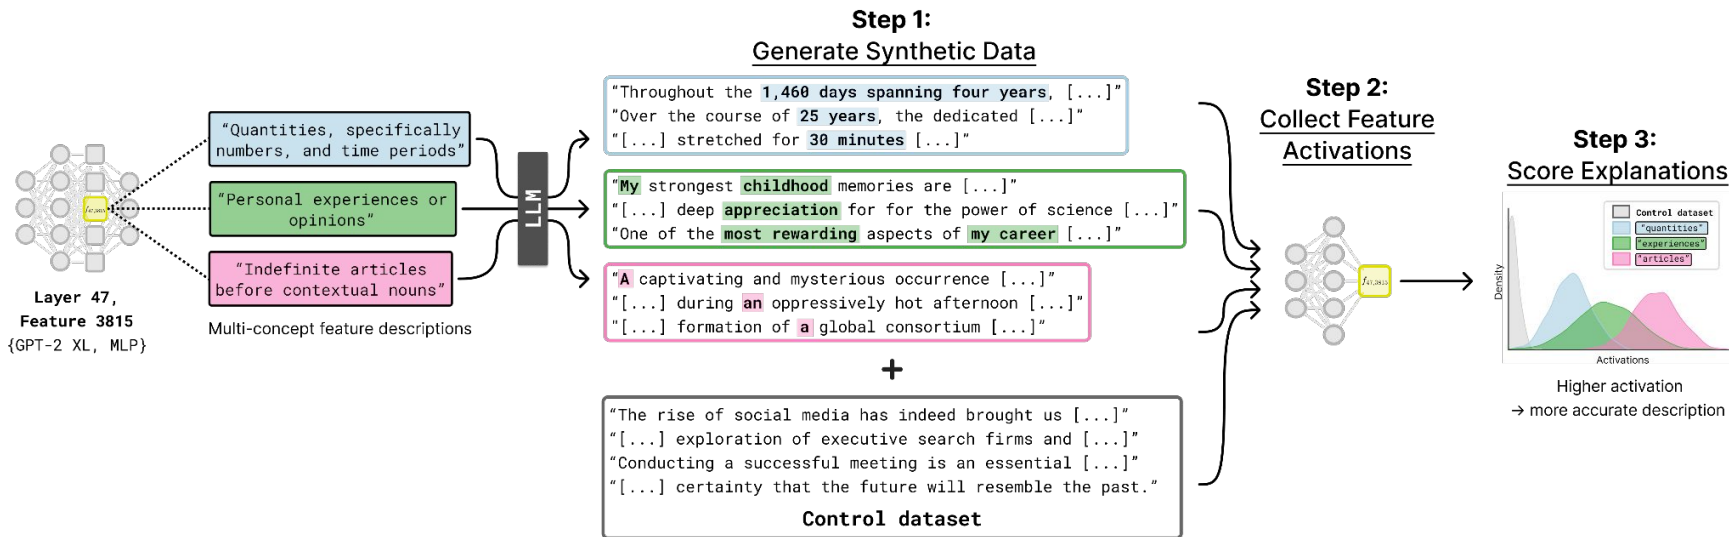 Step 1:
Generate Synthetic Data
Layer 47,
Feature 3815
{GPT-2 XL, MLP}
“Quantities, specifically
numbers, and time periods”
“Personal experiences or
opinions”
“Indefinite articles
before contextual nouns”
Multi-concept feature descriptions
LLM
“Throughout the 1,460 days spanning four years, [...]”
“Over the course of 25 years, the dedicated [...]”
“[...] stretched for 30 minutes [...]”
“My strongest childhood memories are [...]”
“[...] deep appreciation for for the power of science [...]”
“One of the most rewarding aspects of my career [...]”
“A captivating and mysterious occurrence [...]”
“[...] during an oppressively hot afternoon [...]”
“[...] formation of a global consortium [...]”
+
“The rise of social media has indeed brought us [...]”
“[...] exploration of executive search firms and [...]”
“Conducting a successful meeting is an essential [...]”
“[...] certainty that the future will resemble the past.”
Control dataset
Step 2:
Collect Feature
Activations
f47,3815
Step 3:
Score Explanations
Control dataset
"quantities"
"experiences"
"articles"
Density
Activations
Higher activation
→ more accurate description